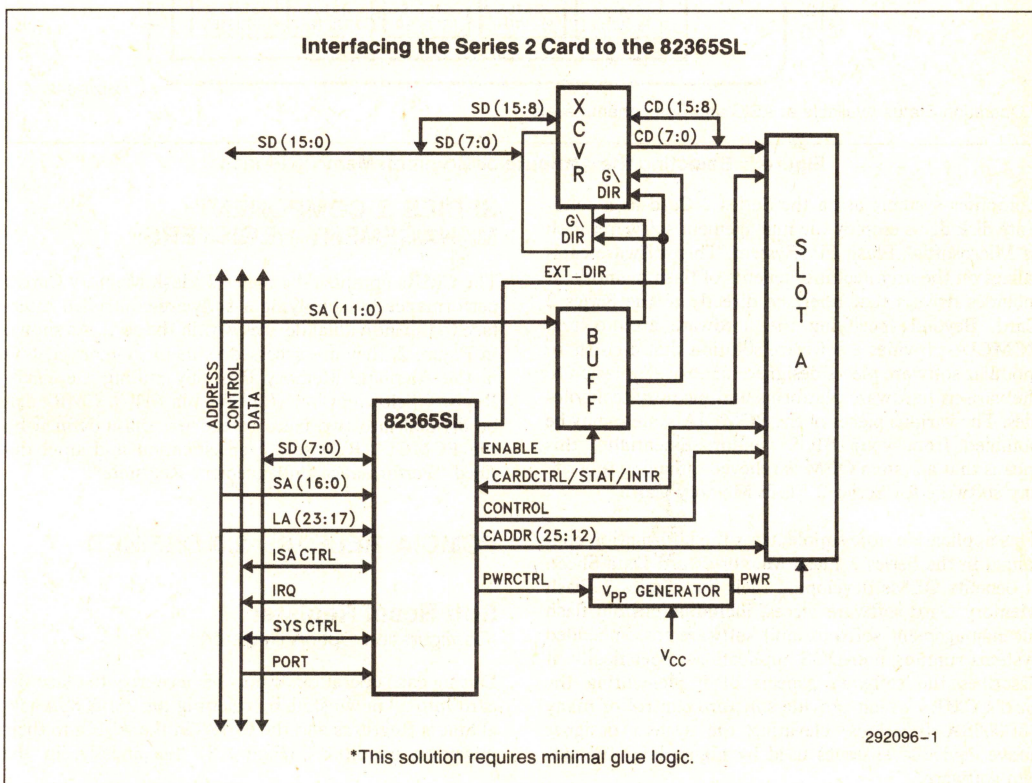 Interfacing the Series 2 Card to the 82365SL
SD (15:8)
CD (15:8)
SD (15:0)
SD (7:0)
CD (7:0)
XCVR
G\
DIR
G\
DIR
EXT_DIR
SA (11:0)
BUFF
SLOT A
ADDRESS
CONTROL
DATA
82365SL
SD (7:0)
ENABLE
CARDCTRL/STAT/INTR
SA (16:0)
CONTROL
LA (23:17)
CADDR (25:12)
ISA CTRL
PWRCTRL
VPP GENERATOR
PWR
IRQ
SYS CTRL
VCC
PORT
292096-1
*This solution requires minimal glue logic.